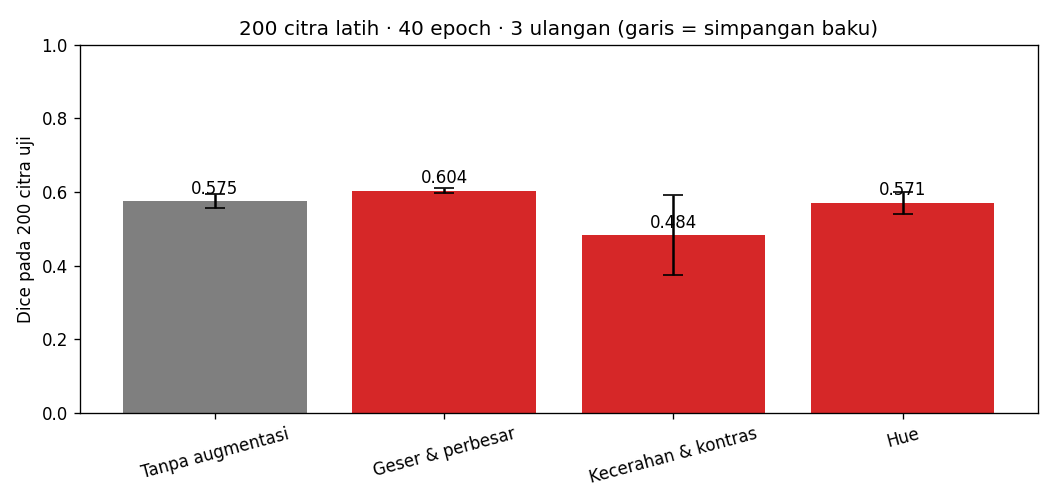 200 citra latih · 40 epoch · 3 ulangan (garis = simpangan baku)
Dice pada 200 citra uji
1.0
0.8
0.6
0.4
0.2
0.0
0.575
0.604
0.484
0.571
Tanpa augmentasi
Geser & perbesar
Kecerahan & kontras
Hue